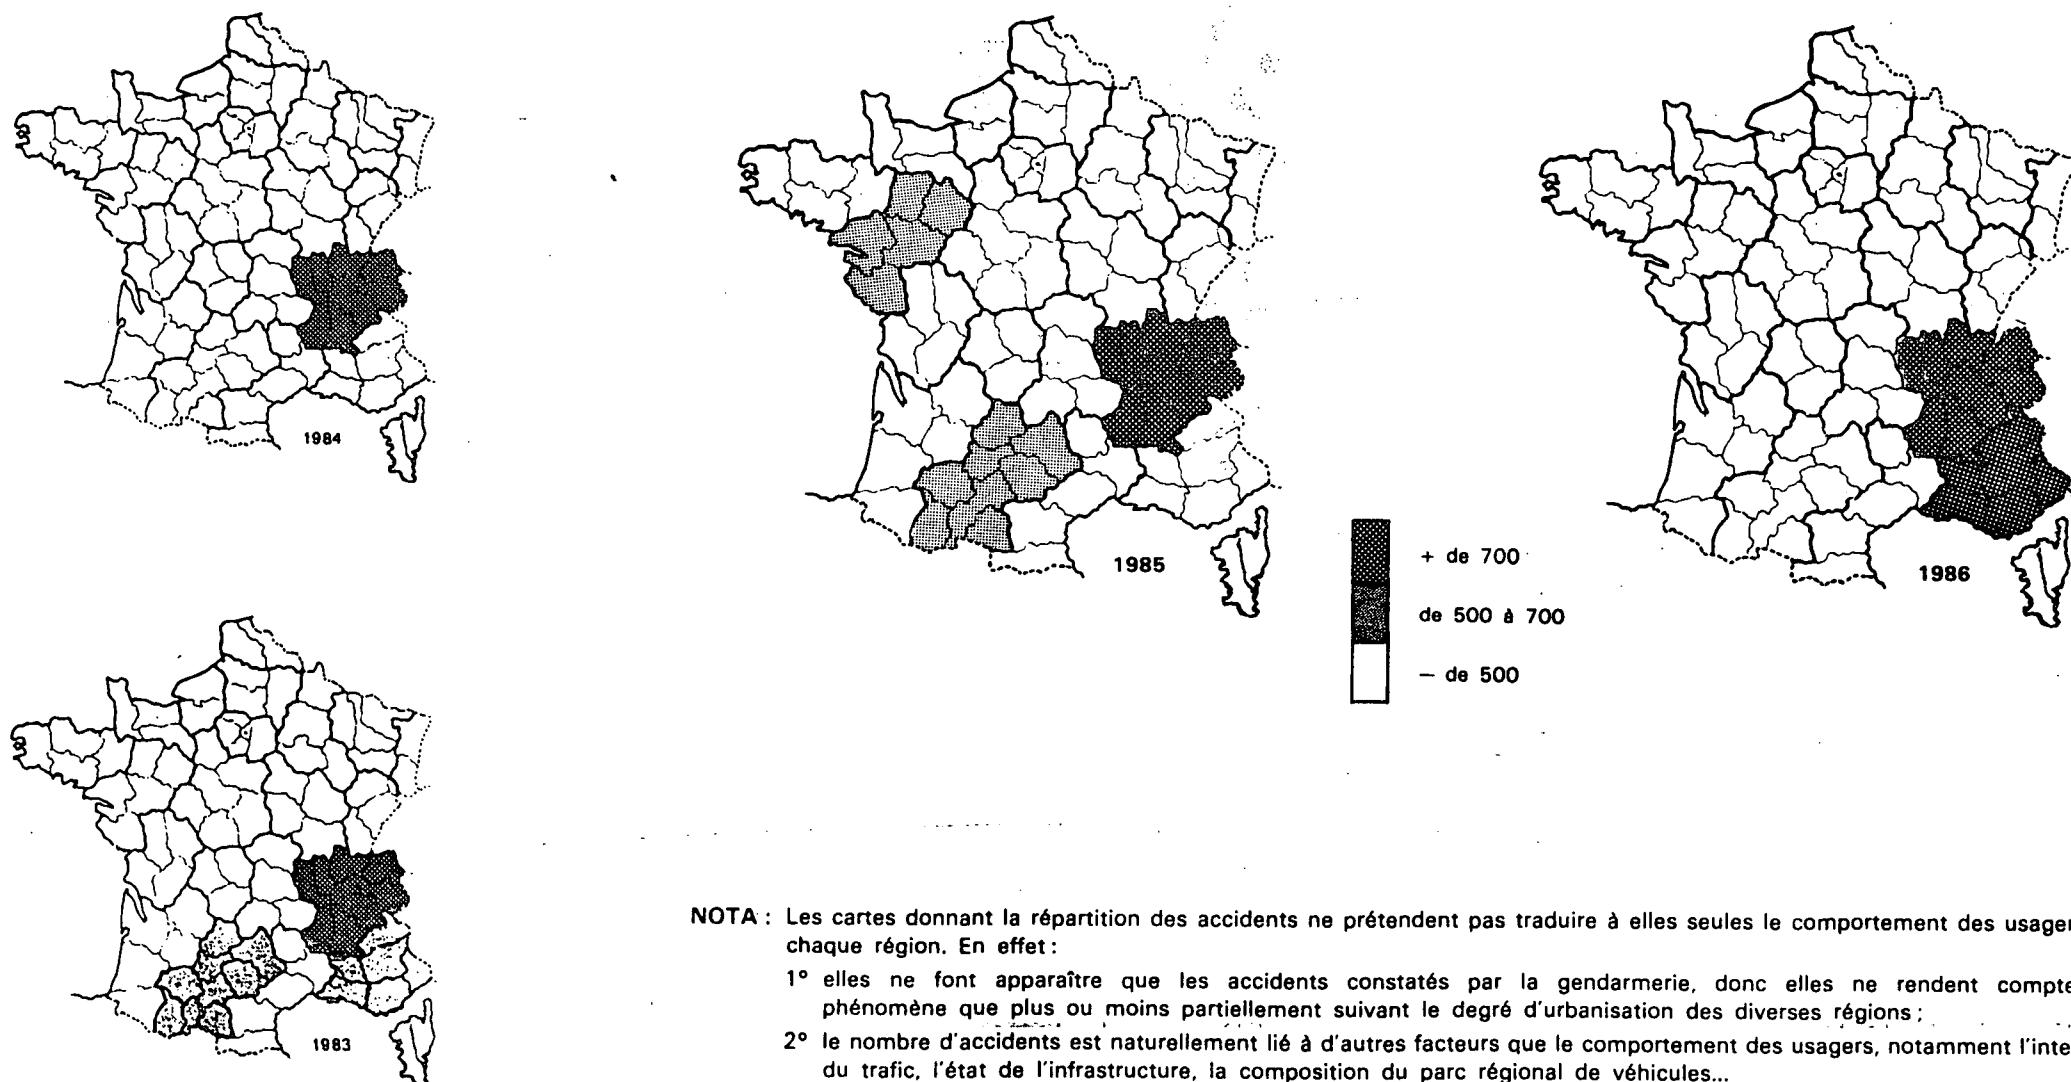 1984
1985
1986
+ de 700
de 500 à 700
— de 500
1983
NOTA : Les cartes donnant la répartition des accidents ne prétendent pas traduire à elles seules le comportement des
chaque région. En effet :
1° elles ne font apparaître que les accidents constatés par la gendarmerie, donc elles ne rendent compte
phénomène que plus ou moins partiellement suivant le degré d'urbanisation des diverses régions ;
2° le nombre d'accidents est naturellement lié à d'autres facteurs que le comportement des usagers, notamment
du trafic, l'état de l'infrastructure, la composition du parc régional de véhicules...